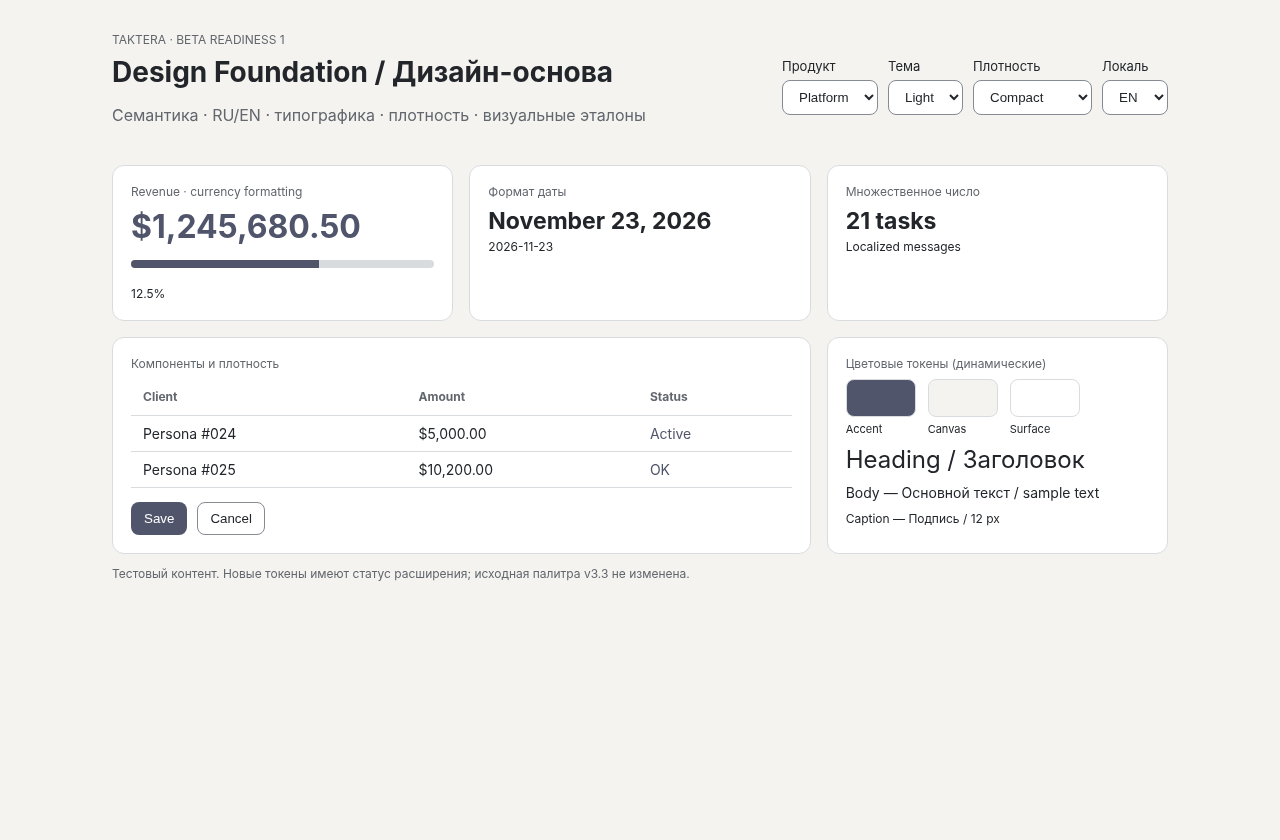 TAKTERA · BETA READINESS 1
Design Foundation / Дизайн-основа
Семантика · RU/EN · типографика · плотность · визуальные эталоны
Продукт Тема Плотность Локаль
Platform Light Compact EN
Revenue · currency formatting
$1,245,680.50
12.5%
Формат даты
November 23, 2026
2026-11-23
Множественное число
21 tasks
Localized messages
Компоненты и плотность
Client Amount Status
Persona #024 $5,000.00 Active
Persona #025 $10,200.00 OK
Save Cancel
Цветовые токены (динамические)
Accent Canvas Surface
Heading / Заголовок
Body — Основной текст / sample text
Caption — Подпись / 12 px
Тестовый контент. Новые токены имеют статус расширения; исходная палитра v3.3 не изменена.